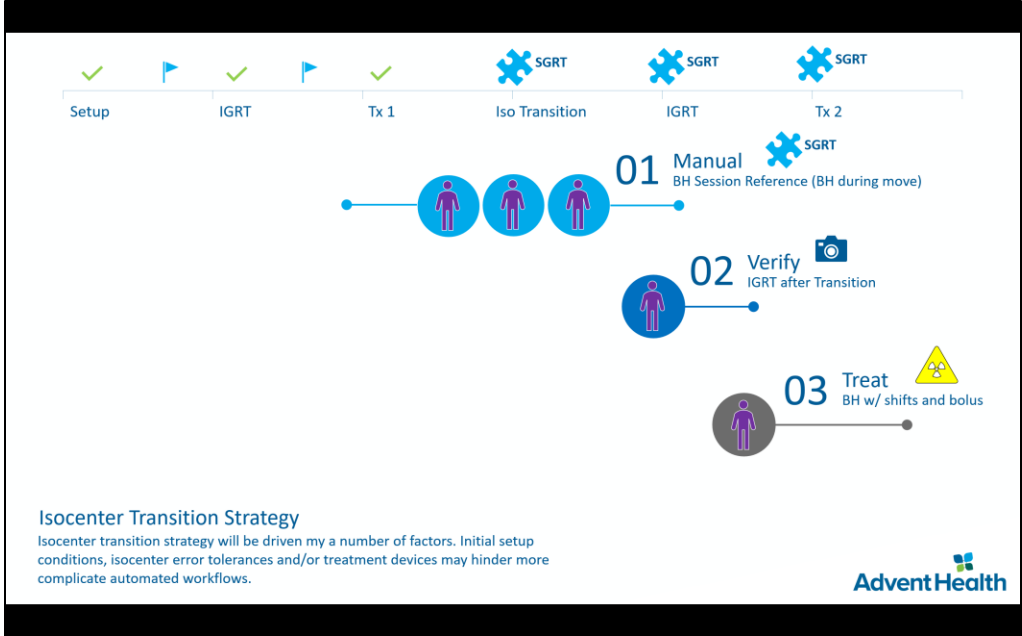 SGRT
SGRT
SGRT
Setup
IGRT
Tx 1
Iso Transition
IGRT
Tx 2
SGRT
01
Manual
BH Session Reference (BH during move)
02
Verify
IGRT after Transition
03
Treat
BH w/ shifts and bolus
Isocenter Transition Strategy
Isocenter transition strategy will be driven my a number of factors. Initial setup
conditions, isocenter error tolerances and/or treatment devices may hinder more
complicate automated workflows.
AdventHealth